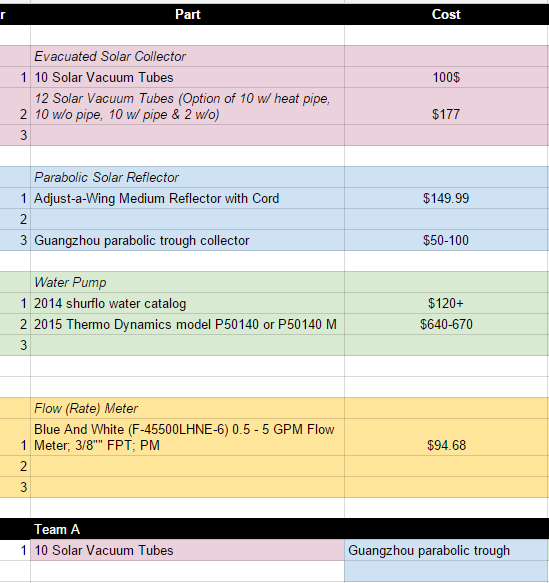 r Part Cost
Evacuated Solar Collector
1 10 Solar Vacuum Tubes 100$
12 Solar Vacuum Tubes (Option of 10 w/ heat pipe,
2 10 w/o pipe, 10 w/ pipe & 2 w/o) $177
3
Parabolic Solar Reflector
1 Adjust-a-Wing Medium Reflector with Cord $149.99
2
3 Guangzhou parabolic trough collector $50-100
Water Pump
1 2014 shurflo water catalog $120+
2 2015 Thermo Dynamics model P50140 or P50140 M $640-670
3
Flow (Rate) Meter
Blue And White (F-45500LHNE-6) 0.5 - 5 GPM Flow
1 Meter; 3/8"" FPT; PM $94.68
2
3
Team A
1 10 Solar Vacuum Tubes Guangzhou parabolic trough